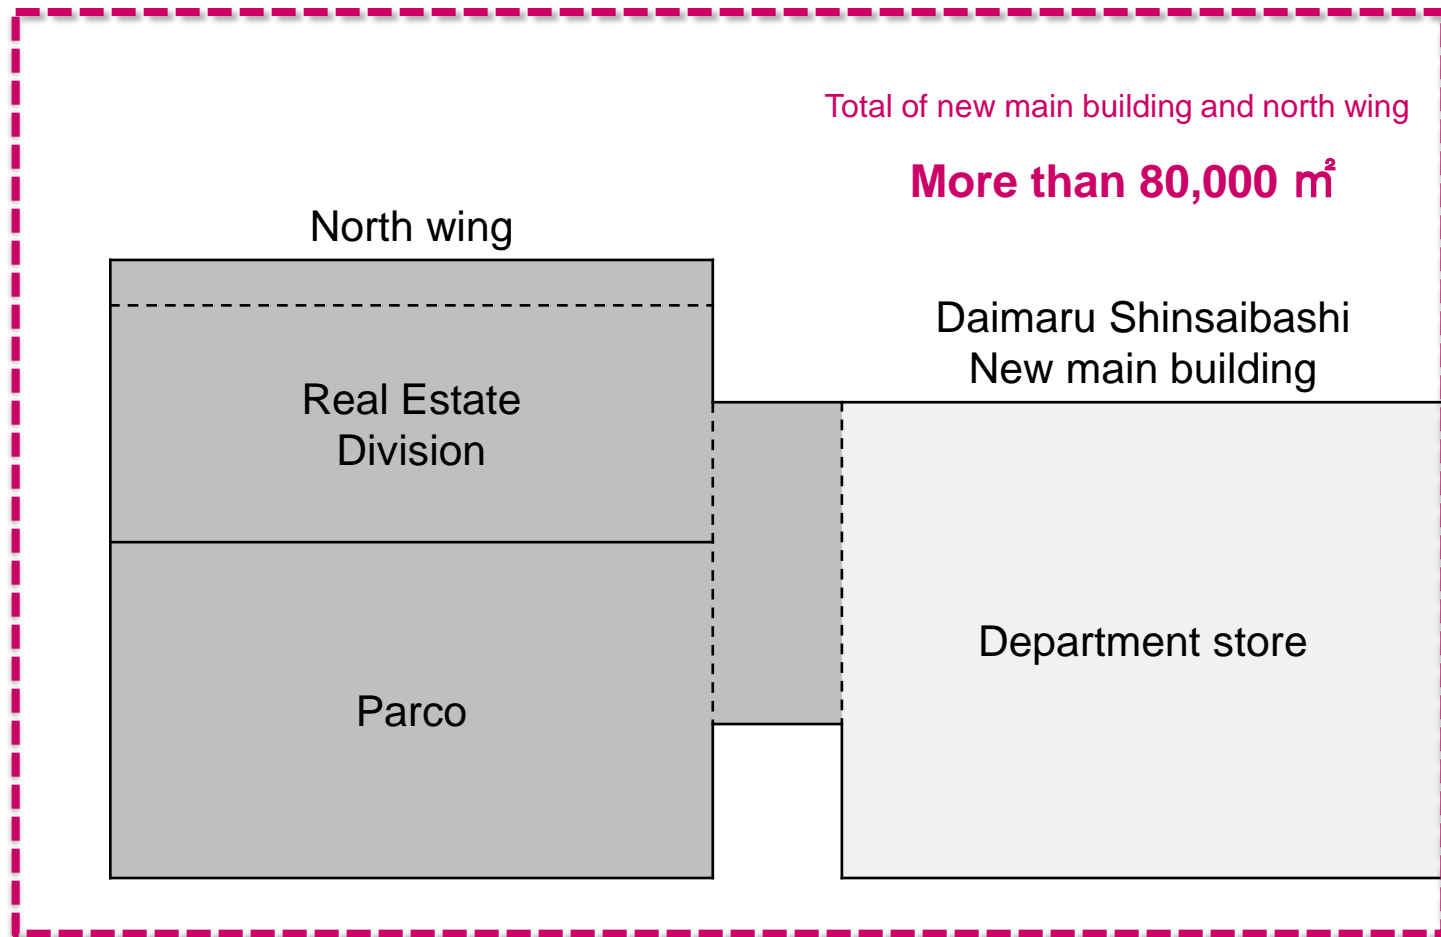 Total of new main building and north wing
More than 80,000 ㎡
North wing
Daimaru Shinsaibashi
New main building
Real Estate
Division
Department store
Parco